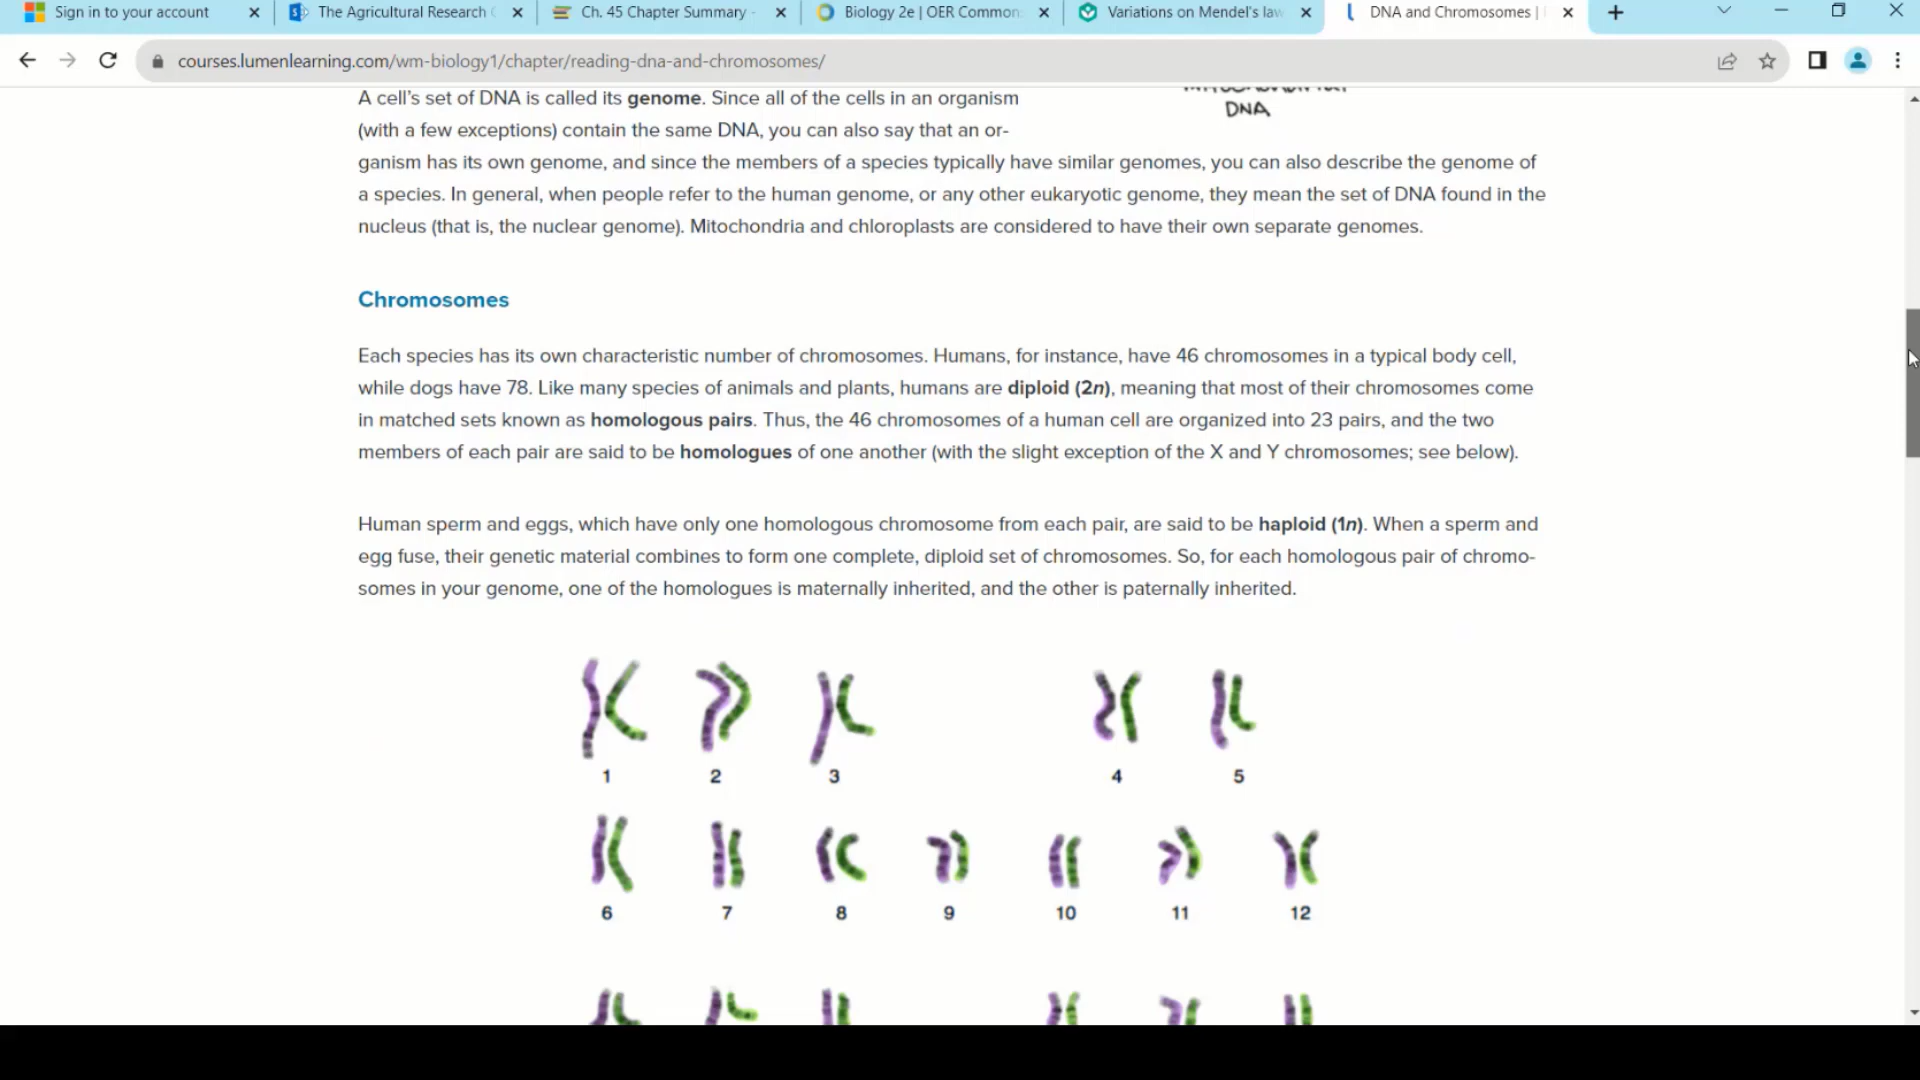 Sign in to your account
The Agricultural Research
Ch. 45 Chapter Summary -
Biology 2e | OER Common
Variations on Mendel's law
DNA and Chromosomes |
courses.lumenlearning.com/wm-biology1/chapter/reading-dna-and-chromosomes/
DNA
A cell's set of DNA is called its genome. Since all of the cells in an organism
(with a few exceptions) contain the same DNA, you can also say that an or-
ganism has its own genome, and since the members of a species typically have similar genomes, you can also describe the genome of
a species. In general, when people refer to the human genome, or any other eukaryotic genome, they mean the set of DNA found in the
nucleus (that is, the nuclear genome). Mitochondria and chloroplasts are considered to have their own separate genomes.
Chromosomes
Each species has its own characteristic number of chromosomes. Humans, for instance, have 46 chromosomes in a typical body cell,
while dogs have 78. Like many species of animals and plants, humans are diploid (2n), meaning that most of their chromosomes come
in matched sets known as homologous pairs. Thus, the 46 chromosomes of a human cell are organized into 23 pairs, and the two
members of each pair are said to be homologues of one another (with the slight exception of the X and Y chromosomes; see below).
Human sperm and eggs, which have only one homologous chromosome from each pair, are said to be haploid (1n). When a sperm and
egg fuse, their genetic material combines to form one complete, diploid set of chromosomes. So, for each homologous pair of chromo-
somes in your genome, one of the homologues is maternally inherited, and the other is paternally inherited.
1 2 3 4 5
6 7 8 9 10 11 12